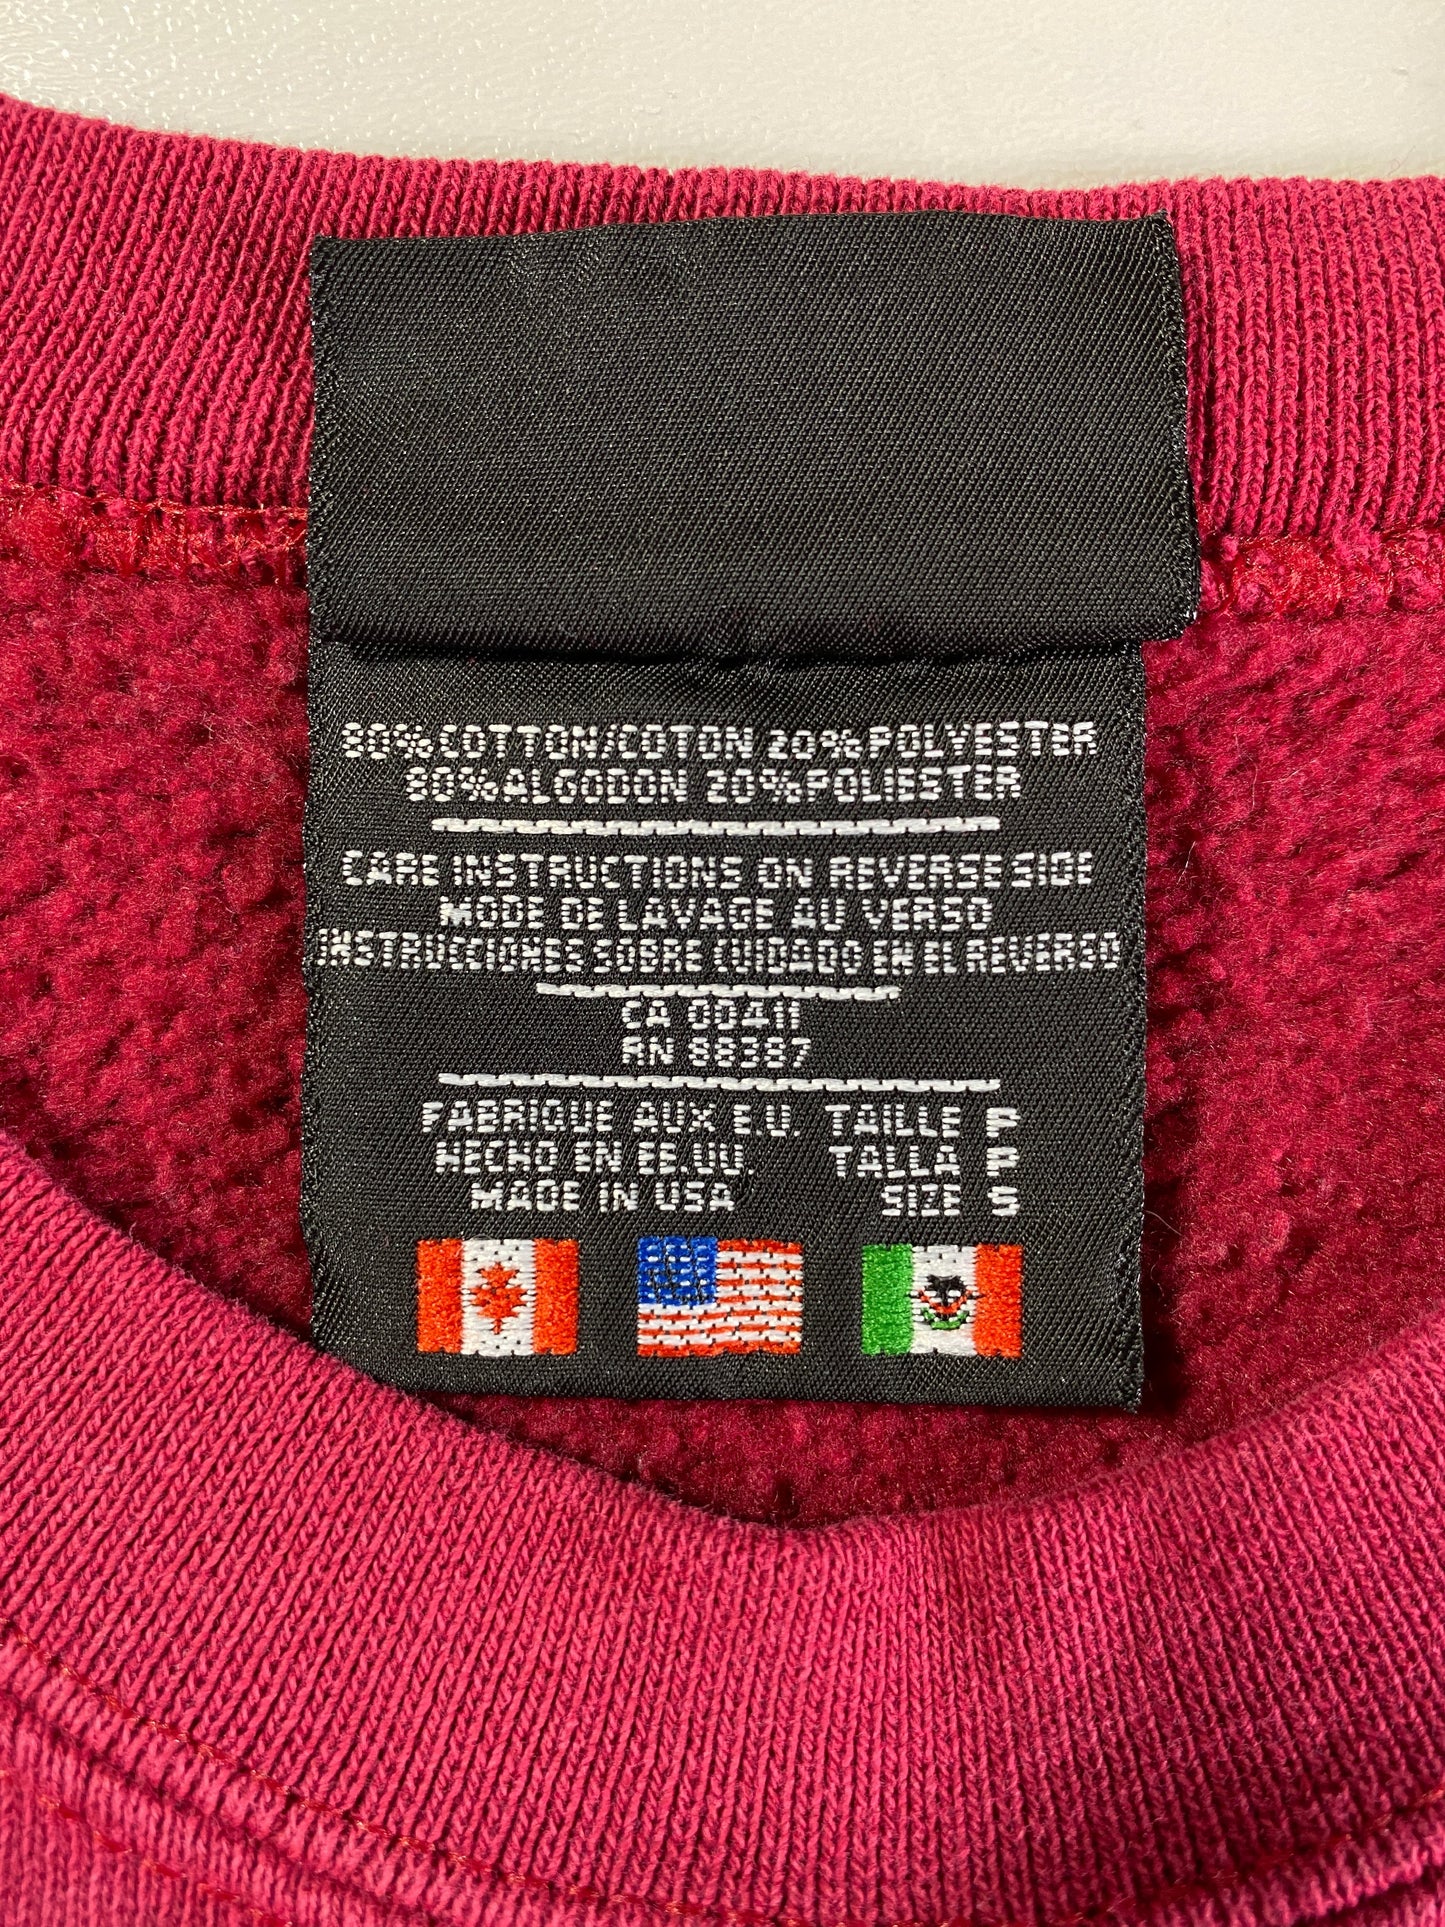 80% COTTON/COTON 20% POLYESTER
80% ALGODON 20% POLIESTER
CARE INSTRUCTIONS ON REVERSE SIDE
MODE DE LAVAGE AU VERSO
INSTRUCCIONES SOBRE CUIDADO EN EL REVERSO
CA 00411
RN 88387
FABRIQUE AUX E.U. TAILLE P
HECHO EN EE.UU. TALLA P
MADE IN USA SIZE S